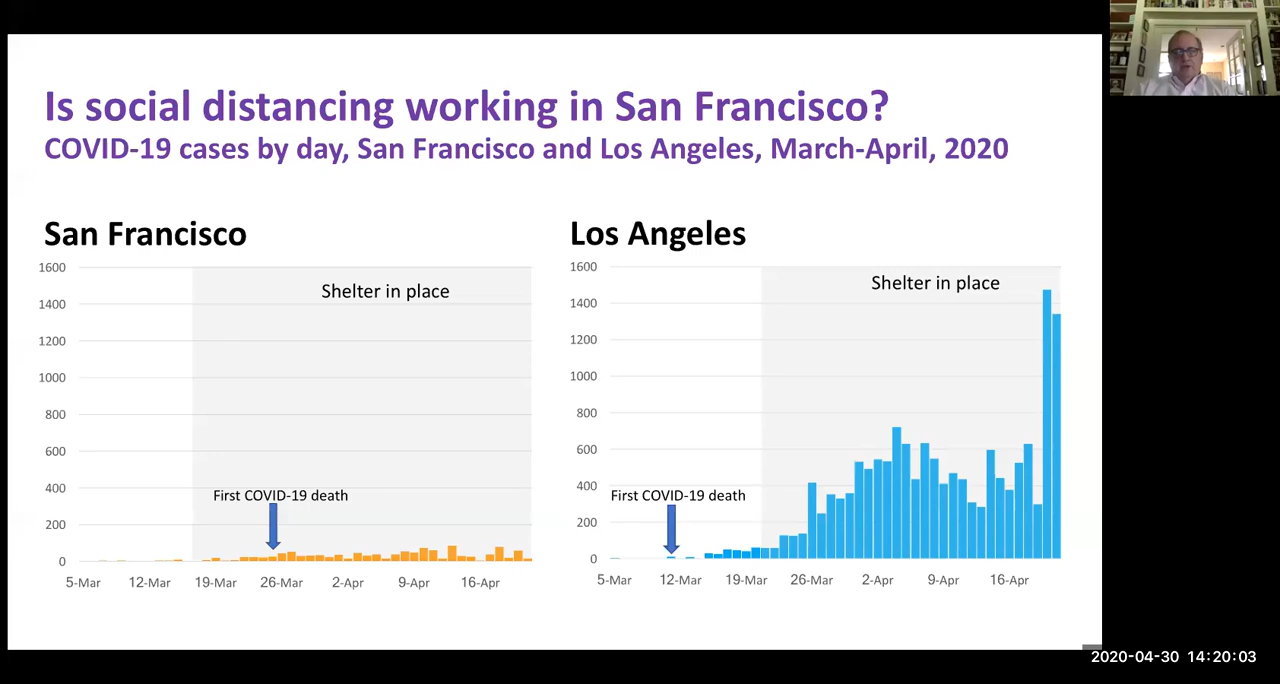 Is social distancing working in San Francisco?
COVID-19 cases by day, San Francisco and Los Angeles, March-April, 2020
San Francisco
1600
1400
1200
1000
800
600
400
200
0
Shelter in place
First COVID-19 death
5-Mar 12-Mar 19-Mar 26-Mar 2-Apr 9-Apr 16-Apr
Los Angeles
1600
1400
1200
1000
800
600
400
200
0
Shelter in place
First COVID-19 death
5-Mar 12-Mar 19-Mar 26-Mar 2-Apr 9-Apr 16-Apr
2020-04-30 14:20:03